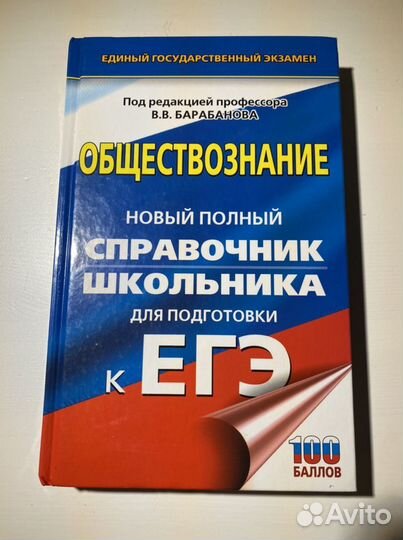 ЕДИНЫЙ ГОСУДАРСТВЕННЫЙ ЭКЗАМЕН
Под редакцией профессора
В.В. БАРАБАНОВА
ОБЩЕСТВОЗНАНИЕ
НОВЫЙ ПОЛНЫЙ
СПРАВОЧНИК
ШКОЛЬНИКА
ДЛЯ ПОДГОТОВКИ
К ЕГЭ
100
БАЛЛОВ
Avito